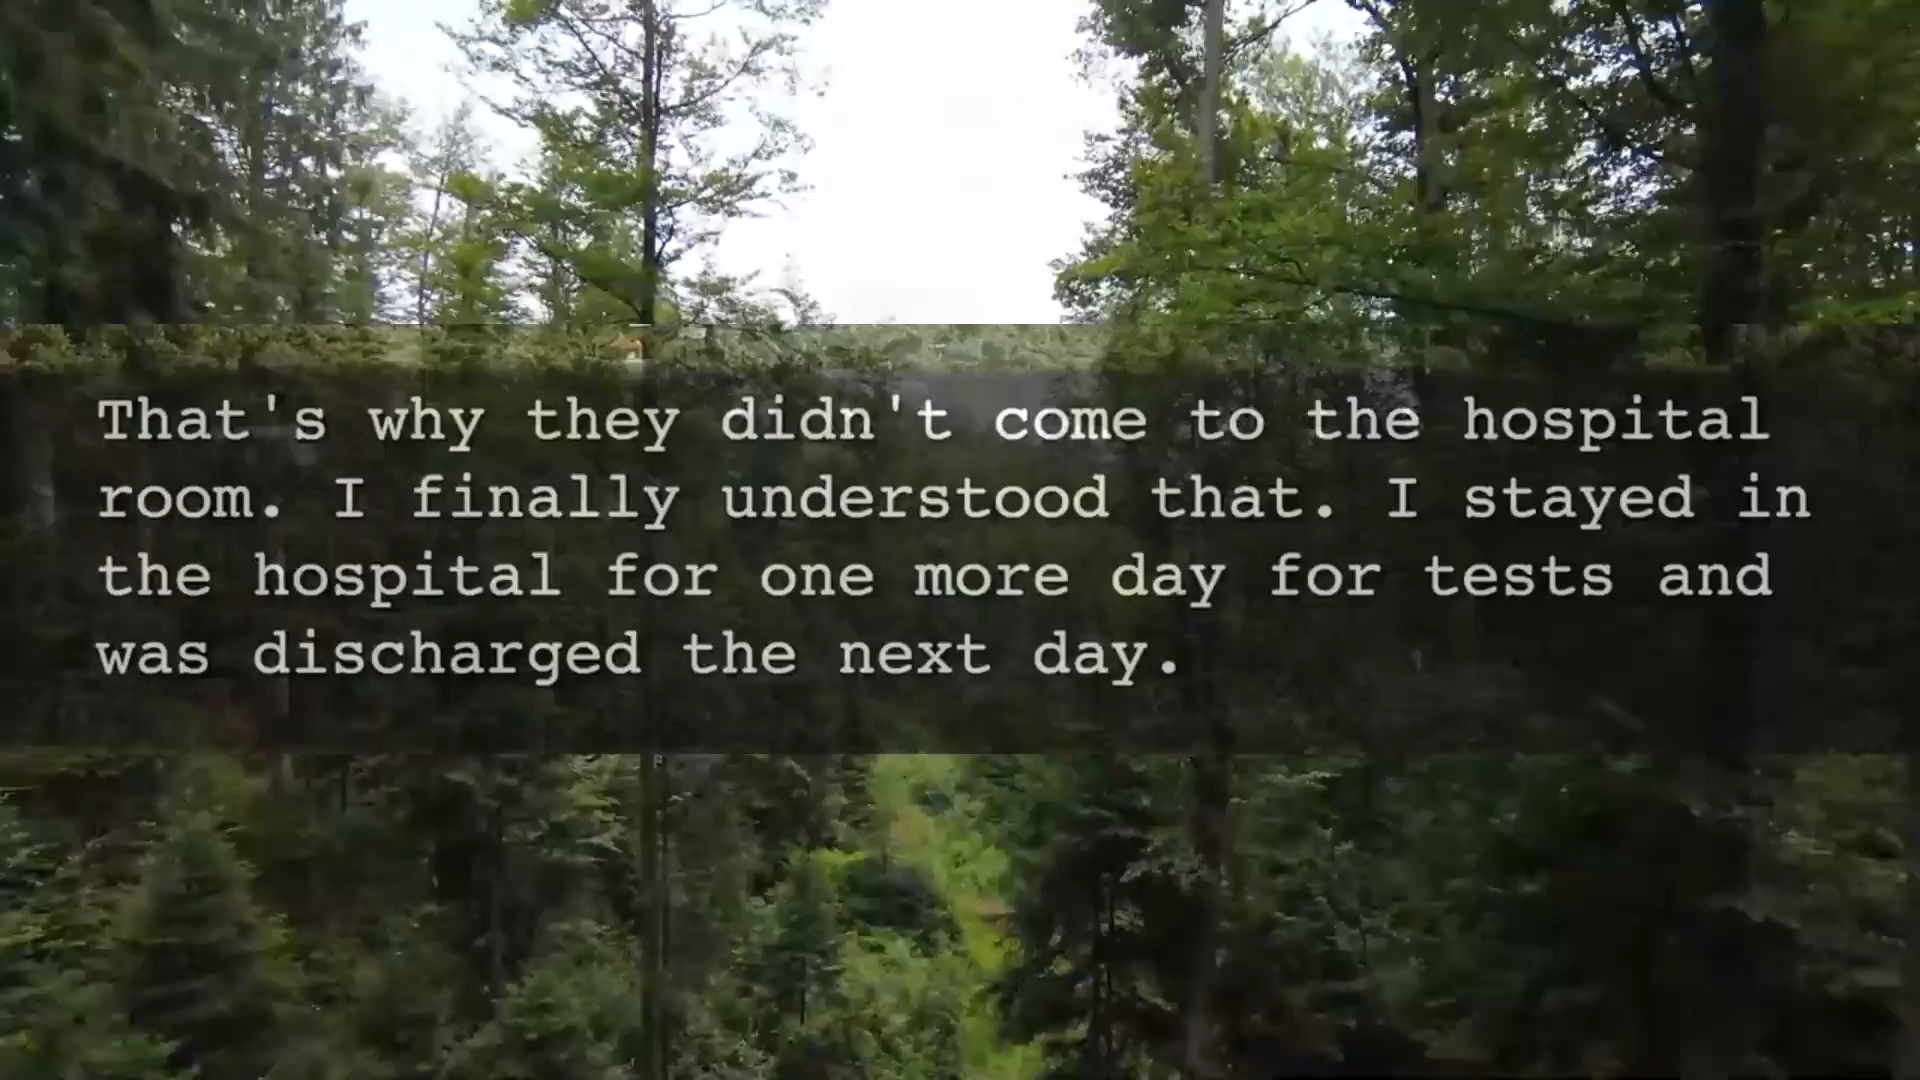 That's why they didn't come to the hospital
room. I finally understood that. I stayed in
the hospital for one more day for tests and
was discharged the next day.